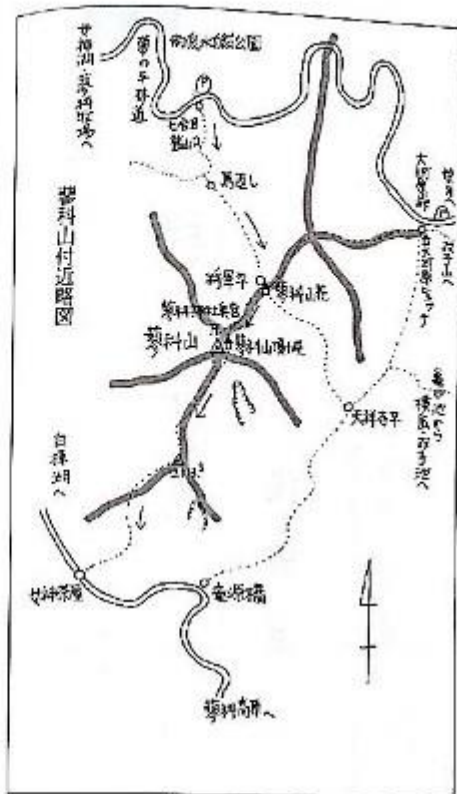 女神湖・蓼科牧場へ
夢の平林道
御泉水自然公園
P
七合目
登山口
馬返し
大河原峠
大河原ヒュッテ
P
双子山へ
将軍平
蓼科山荘
蓼科神社奥宮
蓼科山
蓼科山頂ヒュッテ
天祥寺平
亀甲池から
横岳・双子池へ
蓼科山付近略図
白樺湖へ
女神茶屋
竜源橋
蓼科高原へ